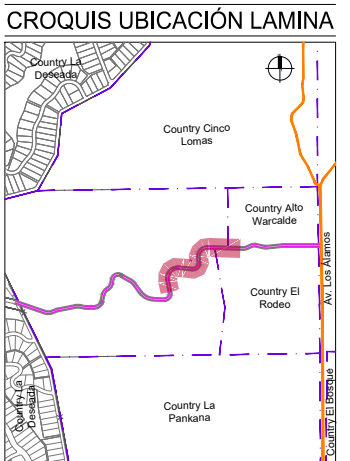 CROQUIS UBICACIÓN LAMINA
Country La
Deseada
Country Cinco
Lomas
Country Alto
Warcalde
Av. Los Álamos
Country El
Rodeo
Country La
Deseada
Country La
Pankana
Country El Bosque